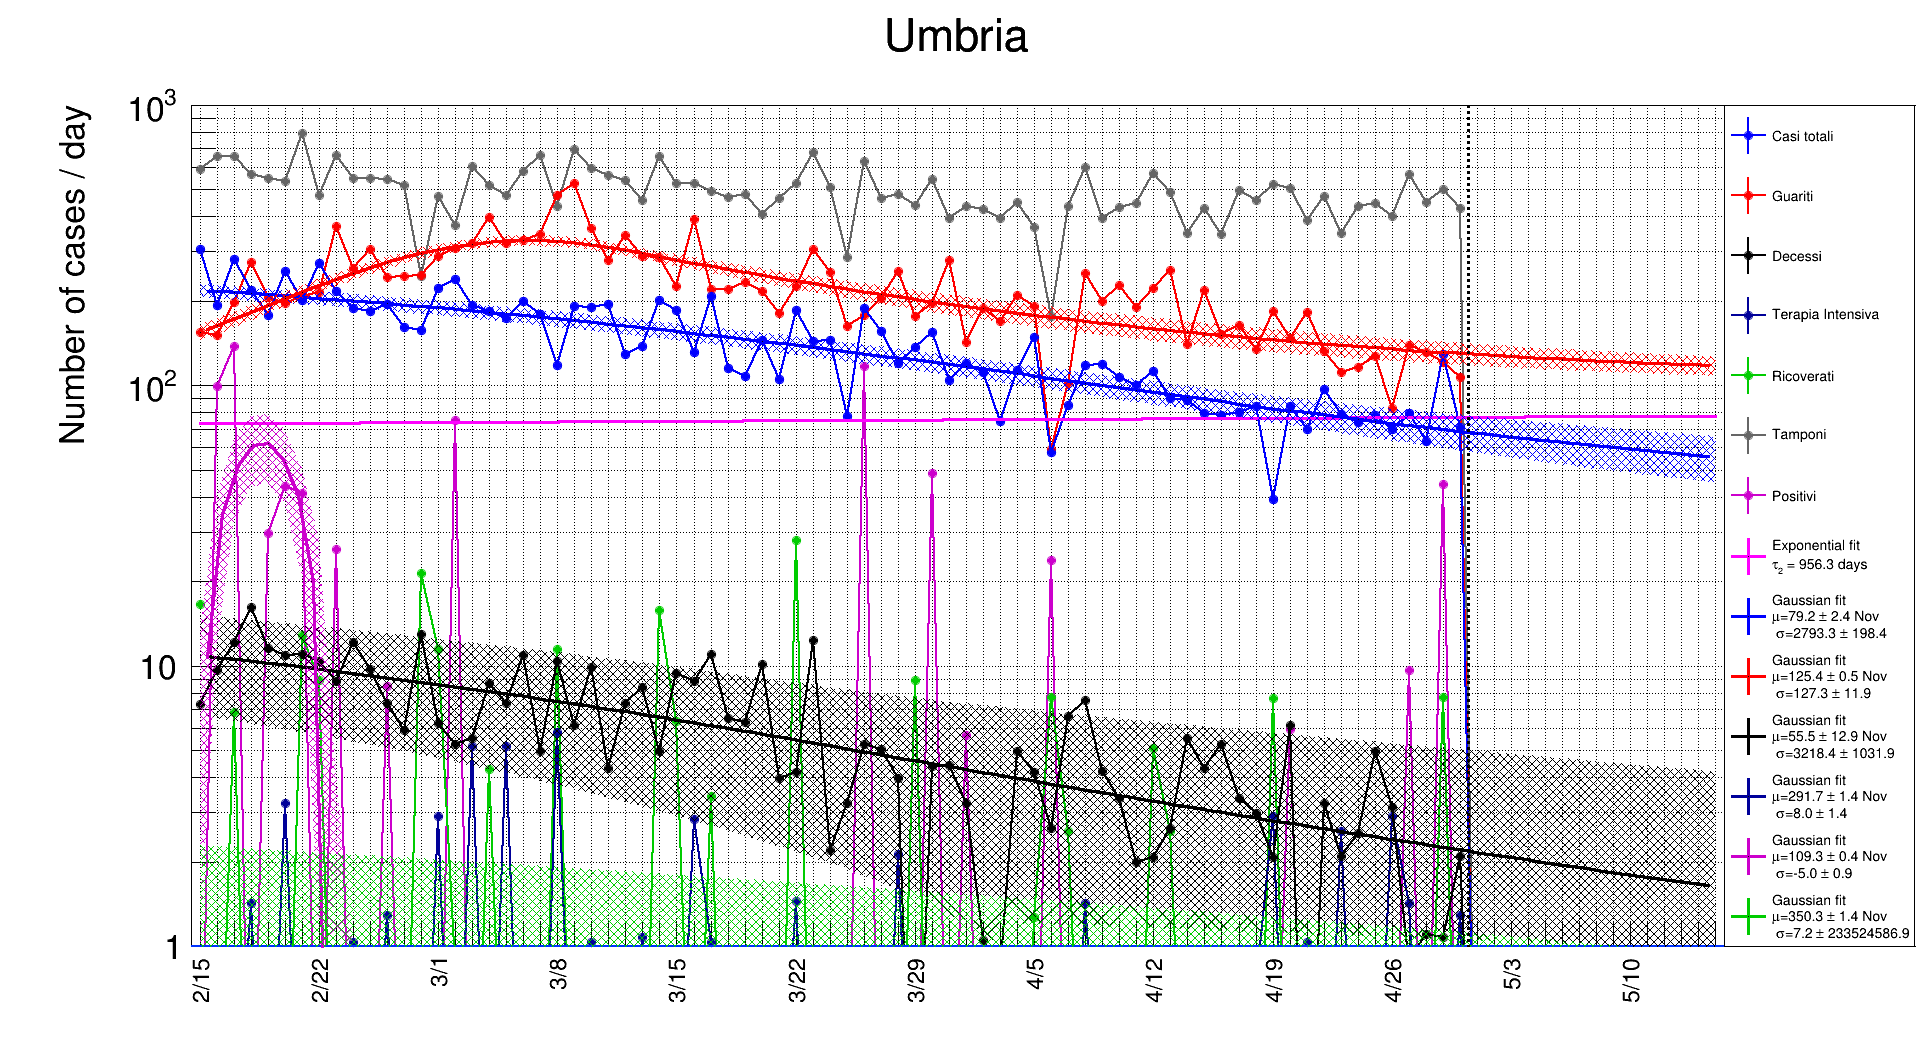 Umbria
Number of cases / day
10³
10²
10
1
2/15
2/22
3/1
3/8
3/15
3/22
3/29
4/5
4/12
4/19
4/26
5/3
5/10
Casi totali
Guariti
Decessi
Terapia Intensiva
Ricoverati
Tamponi
Positivi
Exponential fit
τ₂ = 956.3 days
Gaussian fit
μ=79.2 ± 2.4 Nov
σ=2793.3 ± 198.4
Gaussian fit
μ=125.4 ± 0.5 Nov
σ=127.3 ± 11.9
Gaussian fit
μ=55.5 ± 12.9 Nov
σ=3218.4 ± 1031.9
Gaussian fit
μ=291.7 ± 1.4 Nov
σ=8.0 ± 1.4
Gaussian fit
μ=109.3 ± 0.4 Nov
σ=-5.0 ± 0.9
Gaussian fit
μ=350.3 ± 1.4 Nov
σ=7.2 ± 233524586.9